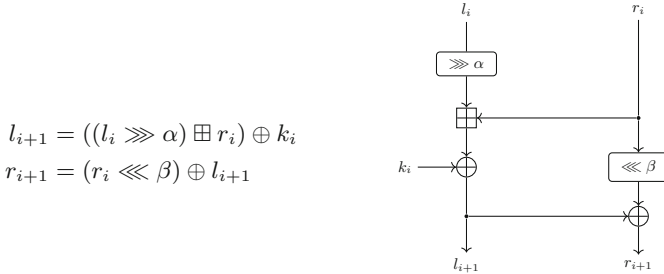 l_{i+1} = ((l_i ⋙ α) ⊞ r_i) ⊕ k_i
r_{i+1} = (r_i ⋘ β) ⊕ l_{i+1}
l_i
r_i
⋙ α
k_i
⋘ β
l_{i+1}
r_{i+1}